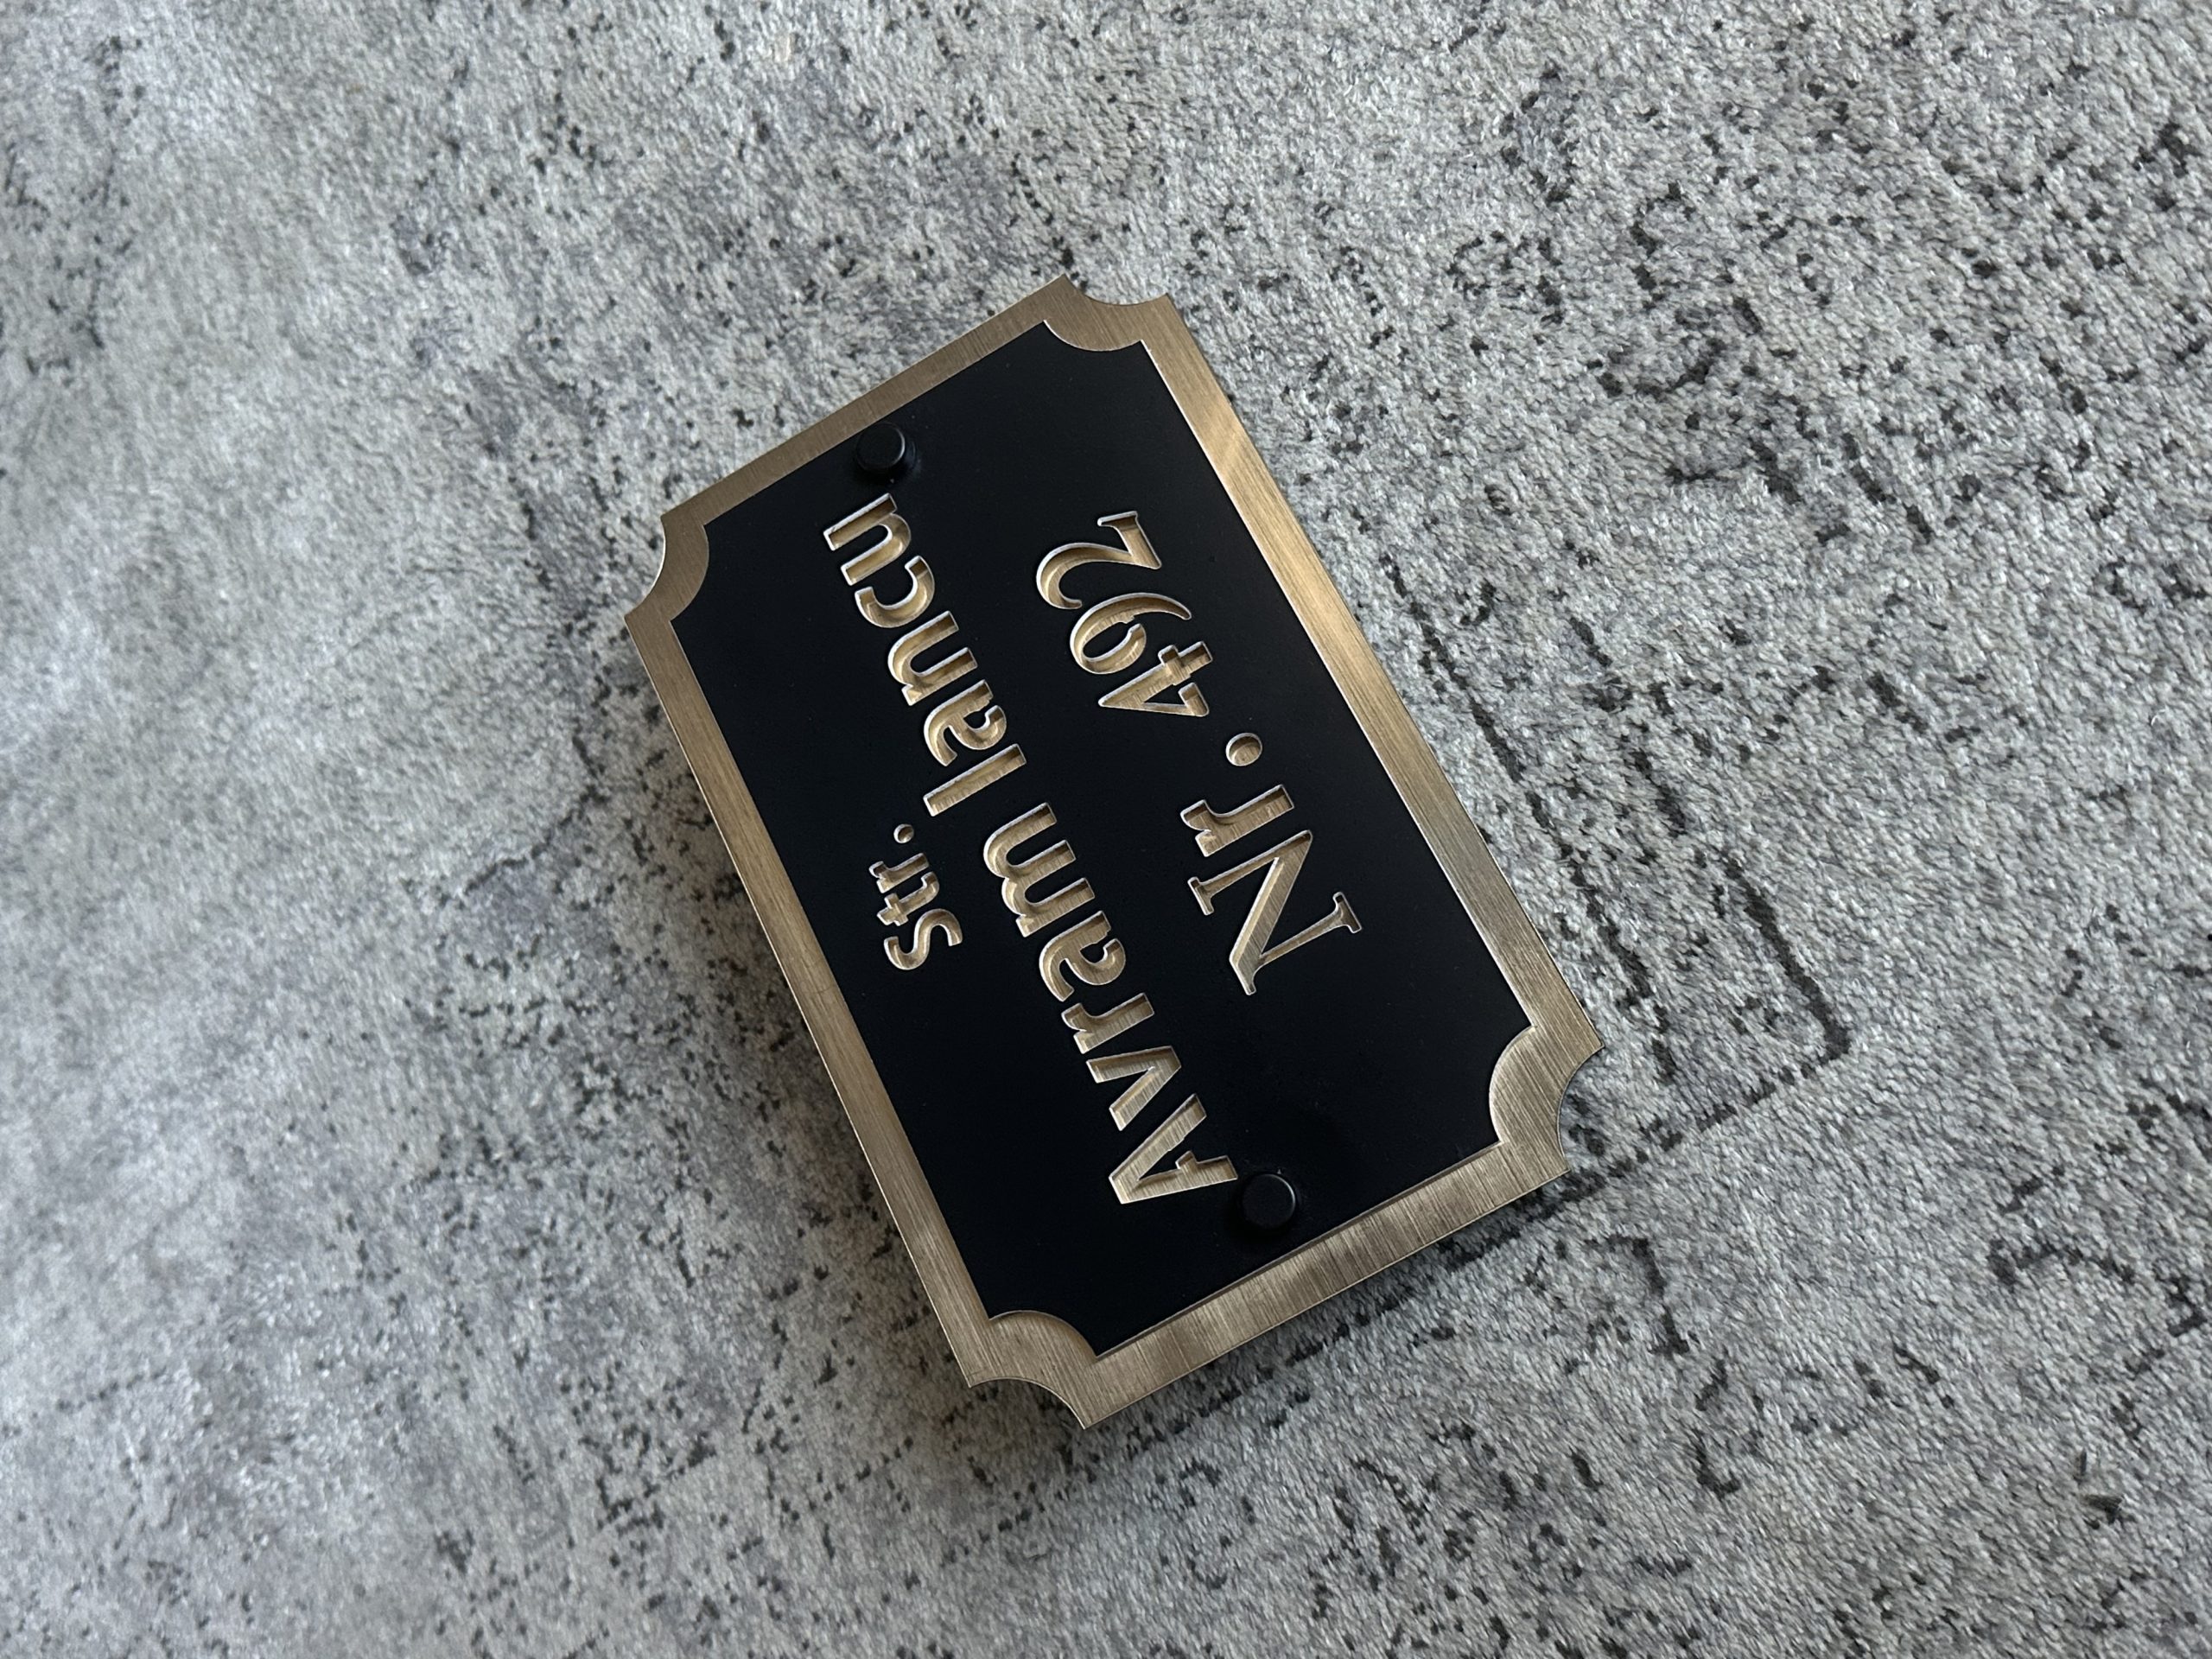 Str.
Avram Iancu
Nr. 492